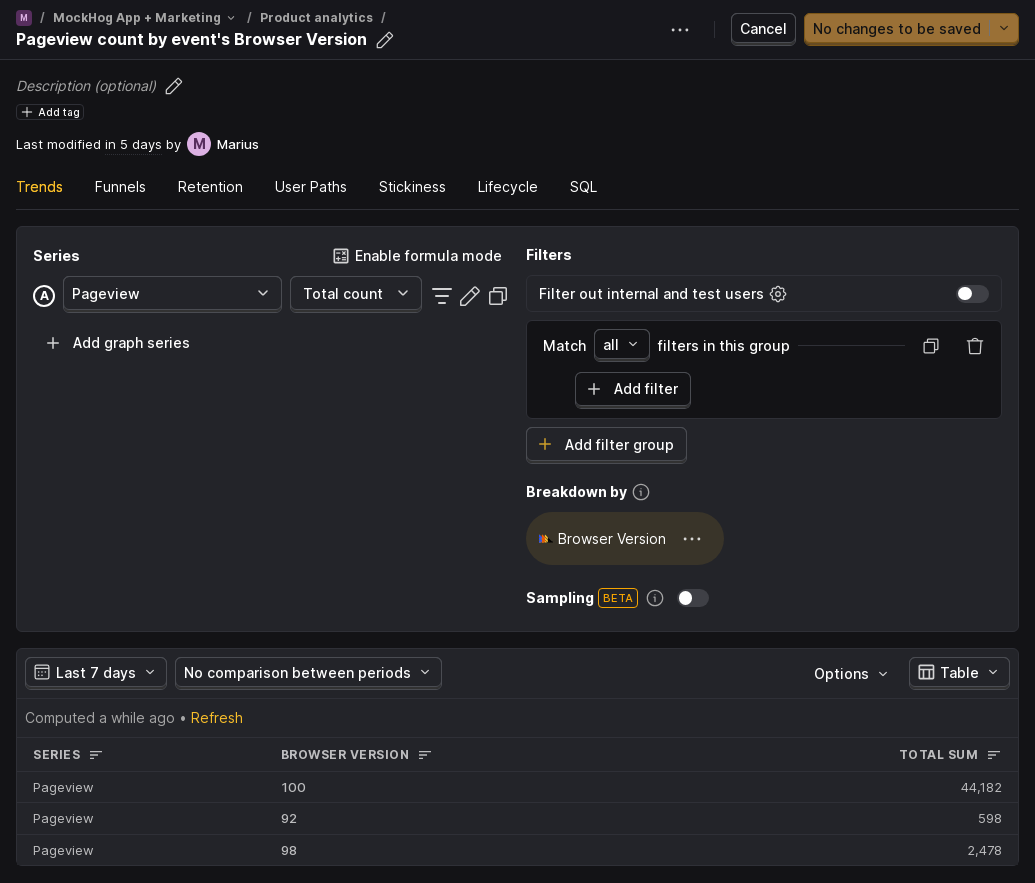 M / MockHog App + Marketing / Product analytics /
Pageview count by event's Browser Version
Cancel
No changes to be saved
Description (optional)
Add tag
Last modified in 5 days by M Marius
Trends Funnels Retention User Paths Stickiness Lifecycle SQL
Series
Enable formula mode
A Pageview Total count
Add graph series
Filters
Filter out internal and test users
Match all filters in this group
Add filter
Add filter group
Breakdown by
Browser Version
Sampling BETA
Last 7 days No comparison between periods Options Table
Computed a while ago • Refresh
SERIES BROWSER VERSION TOTAL SUM
Pageview 100 44,182
Pageview 92 598
Pageview 98 2,478